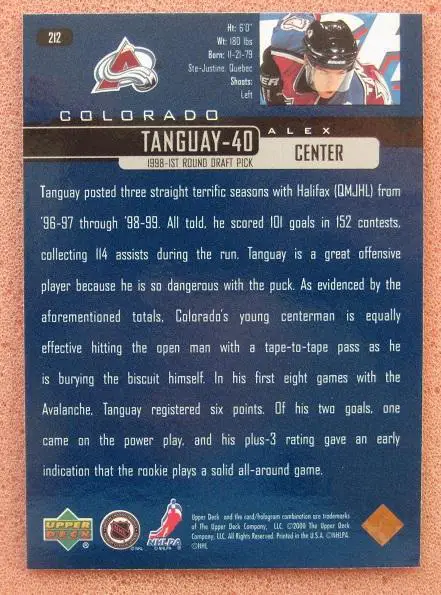 212
Ht: 6'0"
Wt: 180 lbs
Born: 11-21-79
Ste-Justine, Quebec
Shoots:
Left
COLORADO
TANGUAY-40
ALEX
1998-1ST ROUND DRAFT PICK
CENTER
Tanguay posted three straight terrific seasons with Halifax (QMJHL) from
'96-97 through '98-99. All told, he scored 101 goals in 152 contests,
collecting 114 assists during the run. Tanguay is a great offensive
player because he is so dangerous with the puck. As evidenced by the
aforementioned totals, Colorado's young centerman is equally
effective hitting the open man with a tape-to-tape pass as he
is burying the biscuit himself. In his first eight games with the
Avalanche, Tanguay registered six points. Of his two goals, one
came on the power play, and his plus-3 rating gave an early
indication that the rookie plays a solid all-around game.
UPPER
DECK
©NHL
NHLPA
©NHLPA
Upper Deck and the card/hologram combination are trademarks
of The Upper Deck Company, LLC. ©2000 The Upper Deck
Company, LLC. All Rights Reserved. Printed in the U.S.A. ©NHLPA.
©NHL